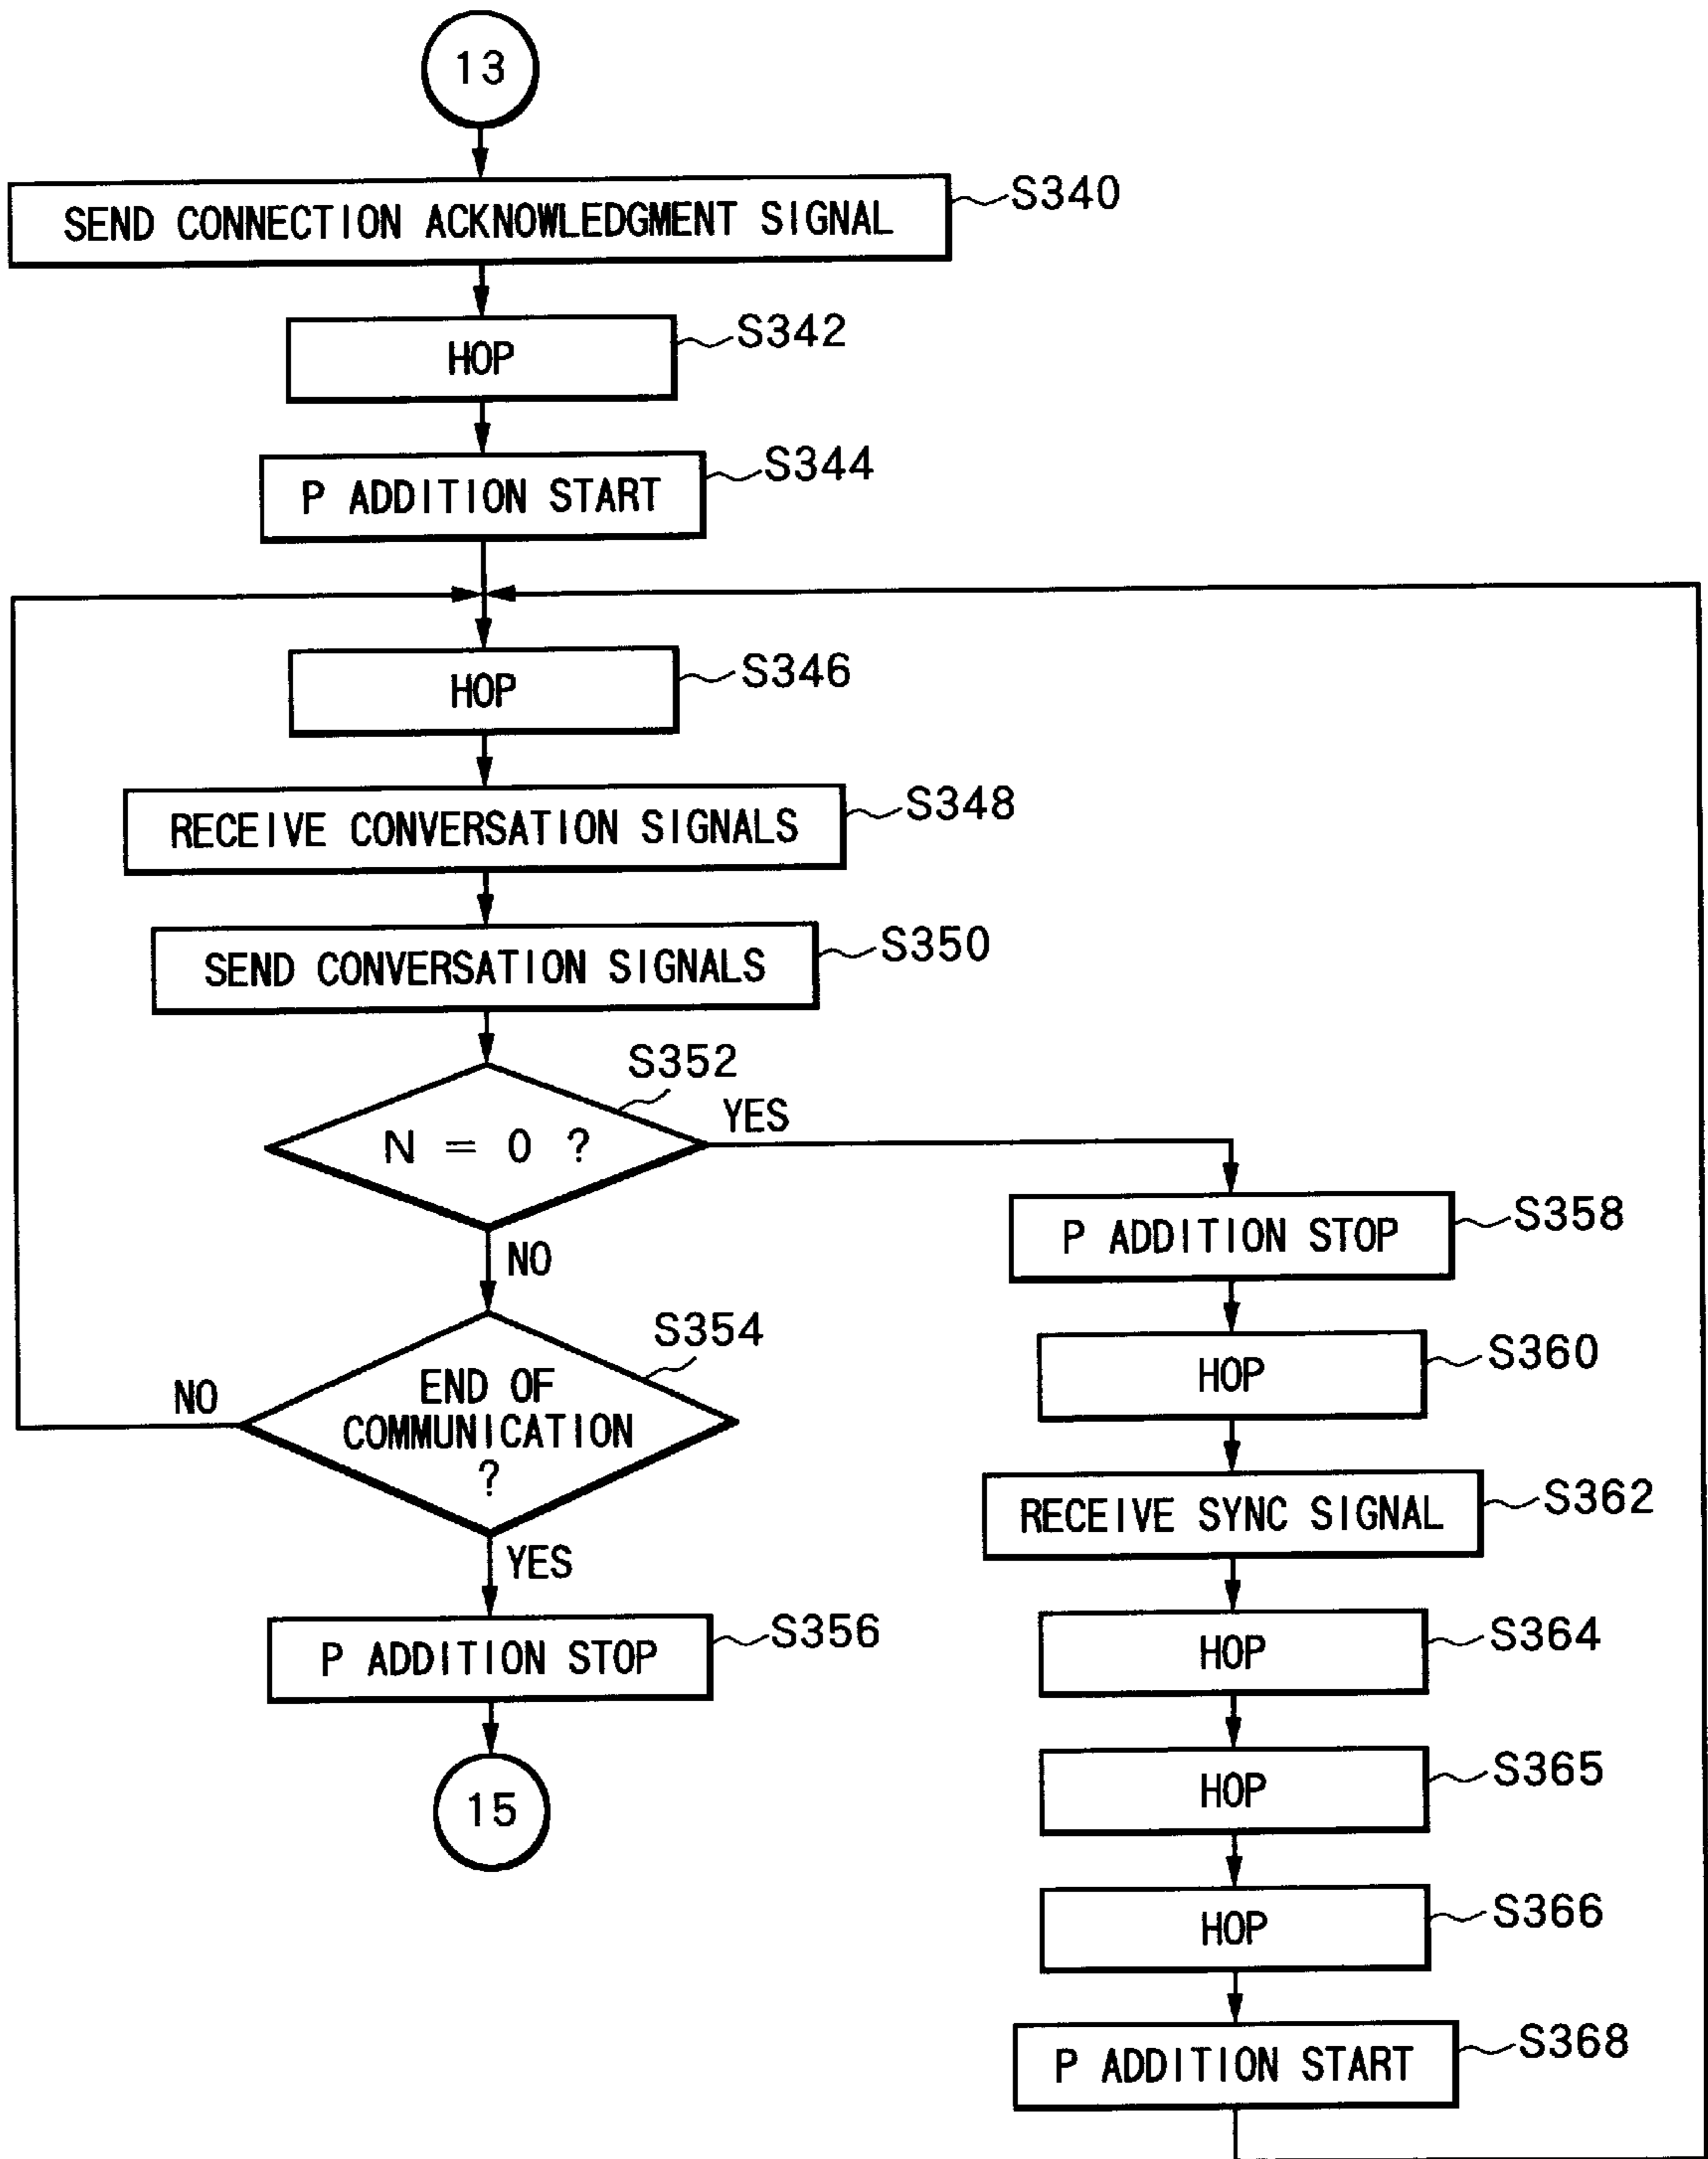 13
SEND CONNECTION ACKNOWLEDGMENT SIGNAL
S340
HOP
S342
P ADDITION START
S344
HOP
S346
RECEIVE CONVERSATION SIGNALS
S348
SEND CONVERSATION SIGNALS
S350
S352
N = 0 ?
YES
NO
S354
END OF
COMMUNICATION
?
NO
YES
P ADDITION STOP
S356
15
P ADDITION STOP
S358
HOP
S360
RECEIVE SYNC SIGNAL
S362
HOP
S364
HOP
S365
HOP
S366
P ADDITION START
S368